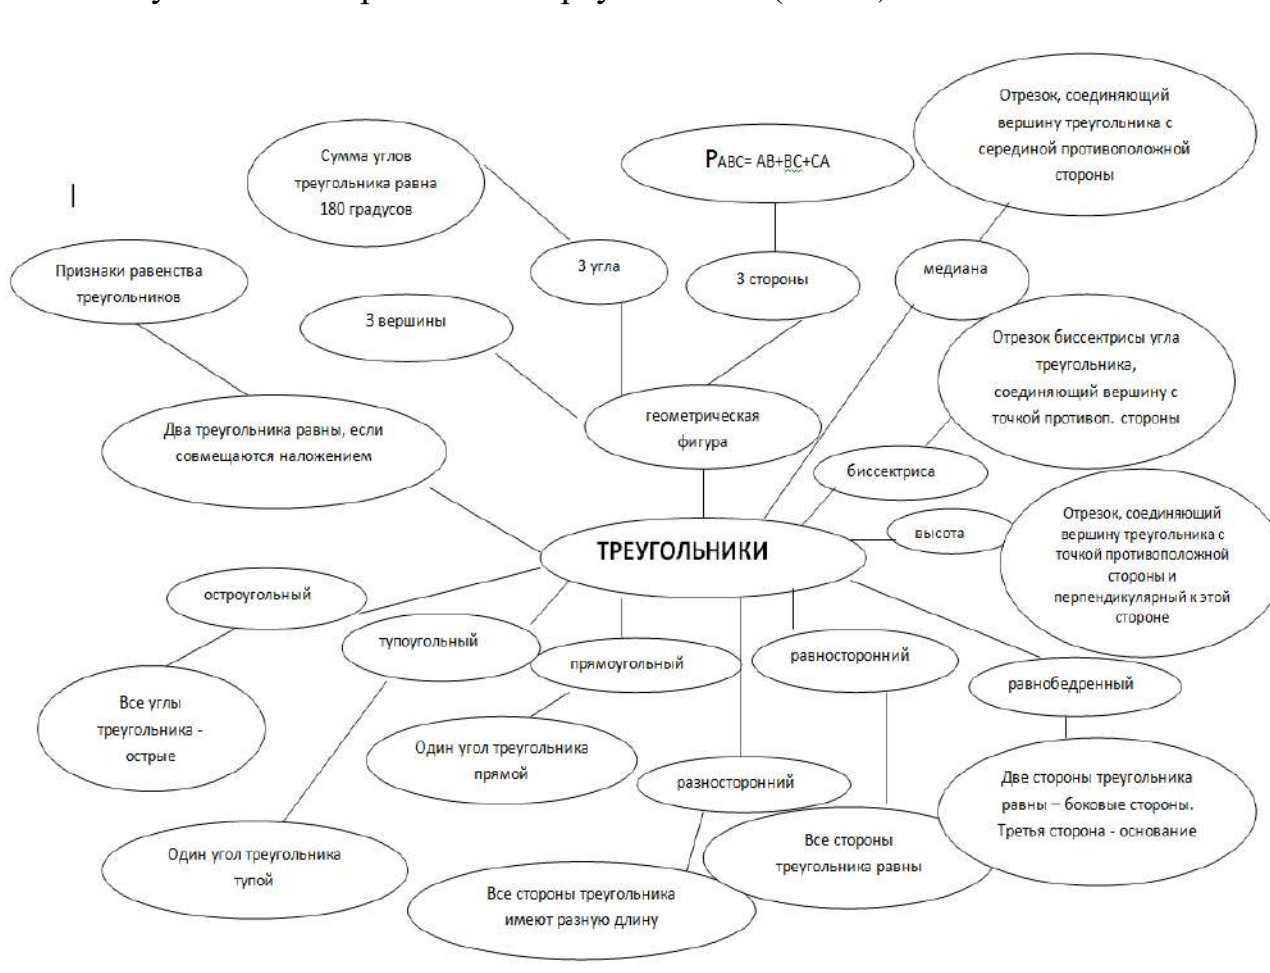 Отрезок, соединяющий
вершину треугольника с
серединой противоположной
стороны
Сумма углов
треугольника равна
180 градусов
PABC= AB+BC+CA
Признаки равенства
треугольников
3 угла
3 стороны
медиана
3 вершины
Отрезок биссектрисы угла
треугольника,
соединяющий вершину с
точкой противоп. стороны
Два треугольника равны, если
совмещаются наложением
геометрическая
фигура
биссектриса
высота
Отрезок, соединяющий
вершину треугольника с
точкой противоположной
стороны и
перпендикулярный к этой
стороне
ТРЕУГОЛЬНИКИ
остроугольный
тупоугольный
прямоугольный
равносторонний
равнобедренный
Все углы
треугольника -
острые
Один угол треугольника
прямой
разносторонний
Две стороны треугольника
равны – боковые стороны.
Третья сторона - основание
Один угол треугольника
тупой
Все стороны
треугольника равны
Все стороны треугольника
имеют разную длину